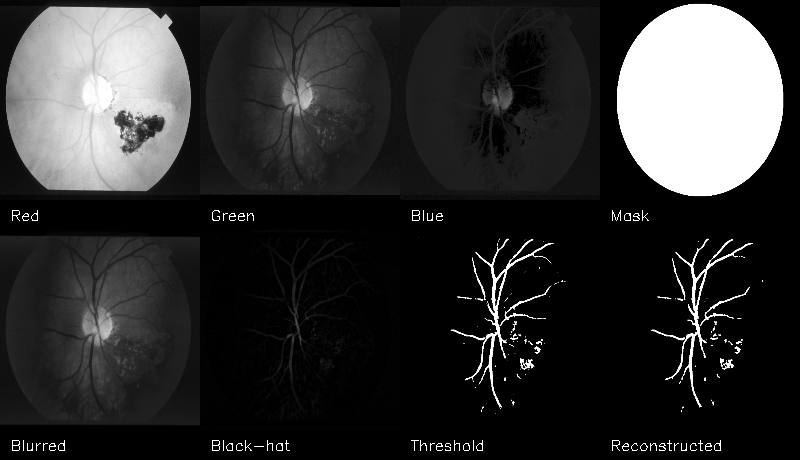 Red
Green
Blue
Mask
Blurred
Black-hat
Threshold
Reconstructed